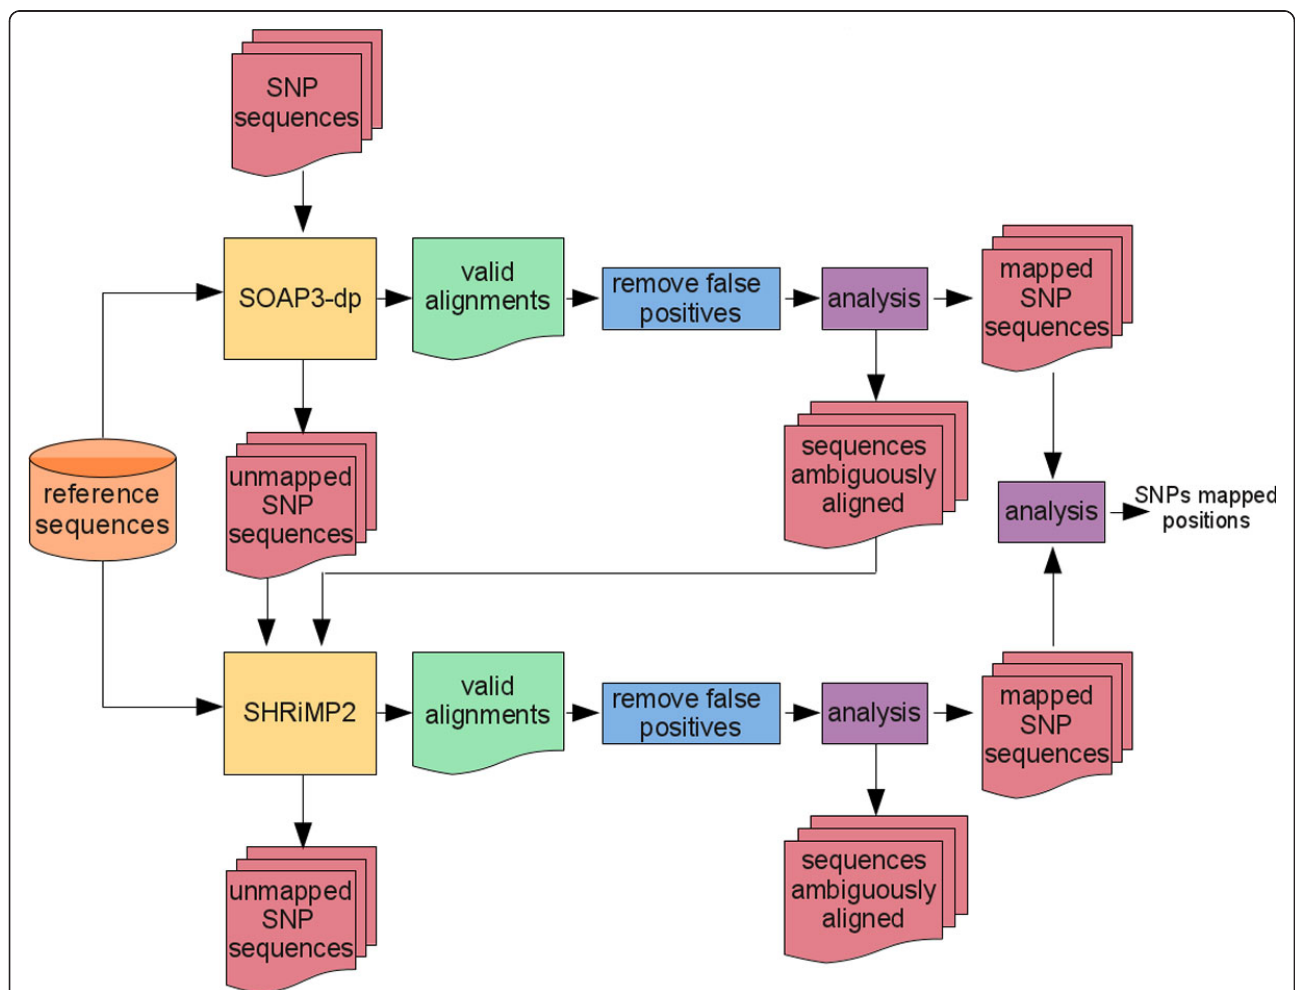 SNP
sequences
SOAP3-dp
valid
alignments
remove false
positives
analysis
mapped
SNP
sequences
reference
sequences
unmapped
SNP
sequences
sequences
ambiguously
aligned
analysis
SNPs mapped
positions
SHRiMP2
valid
alignments
remove false
positives
analysis
mapped
SNP
sequences
unmapped
SNP
sequences
sequences
ambiguously
aligned